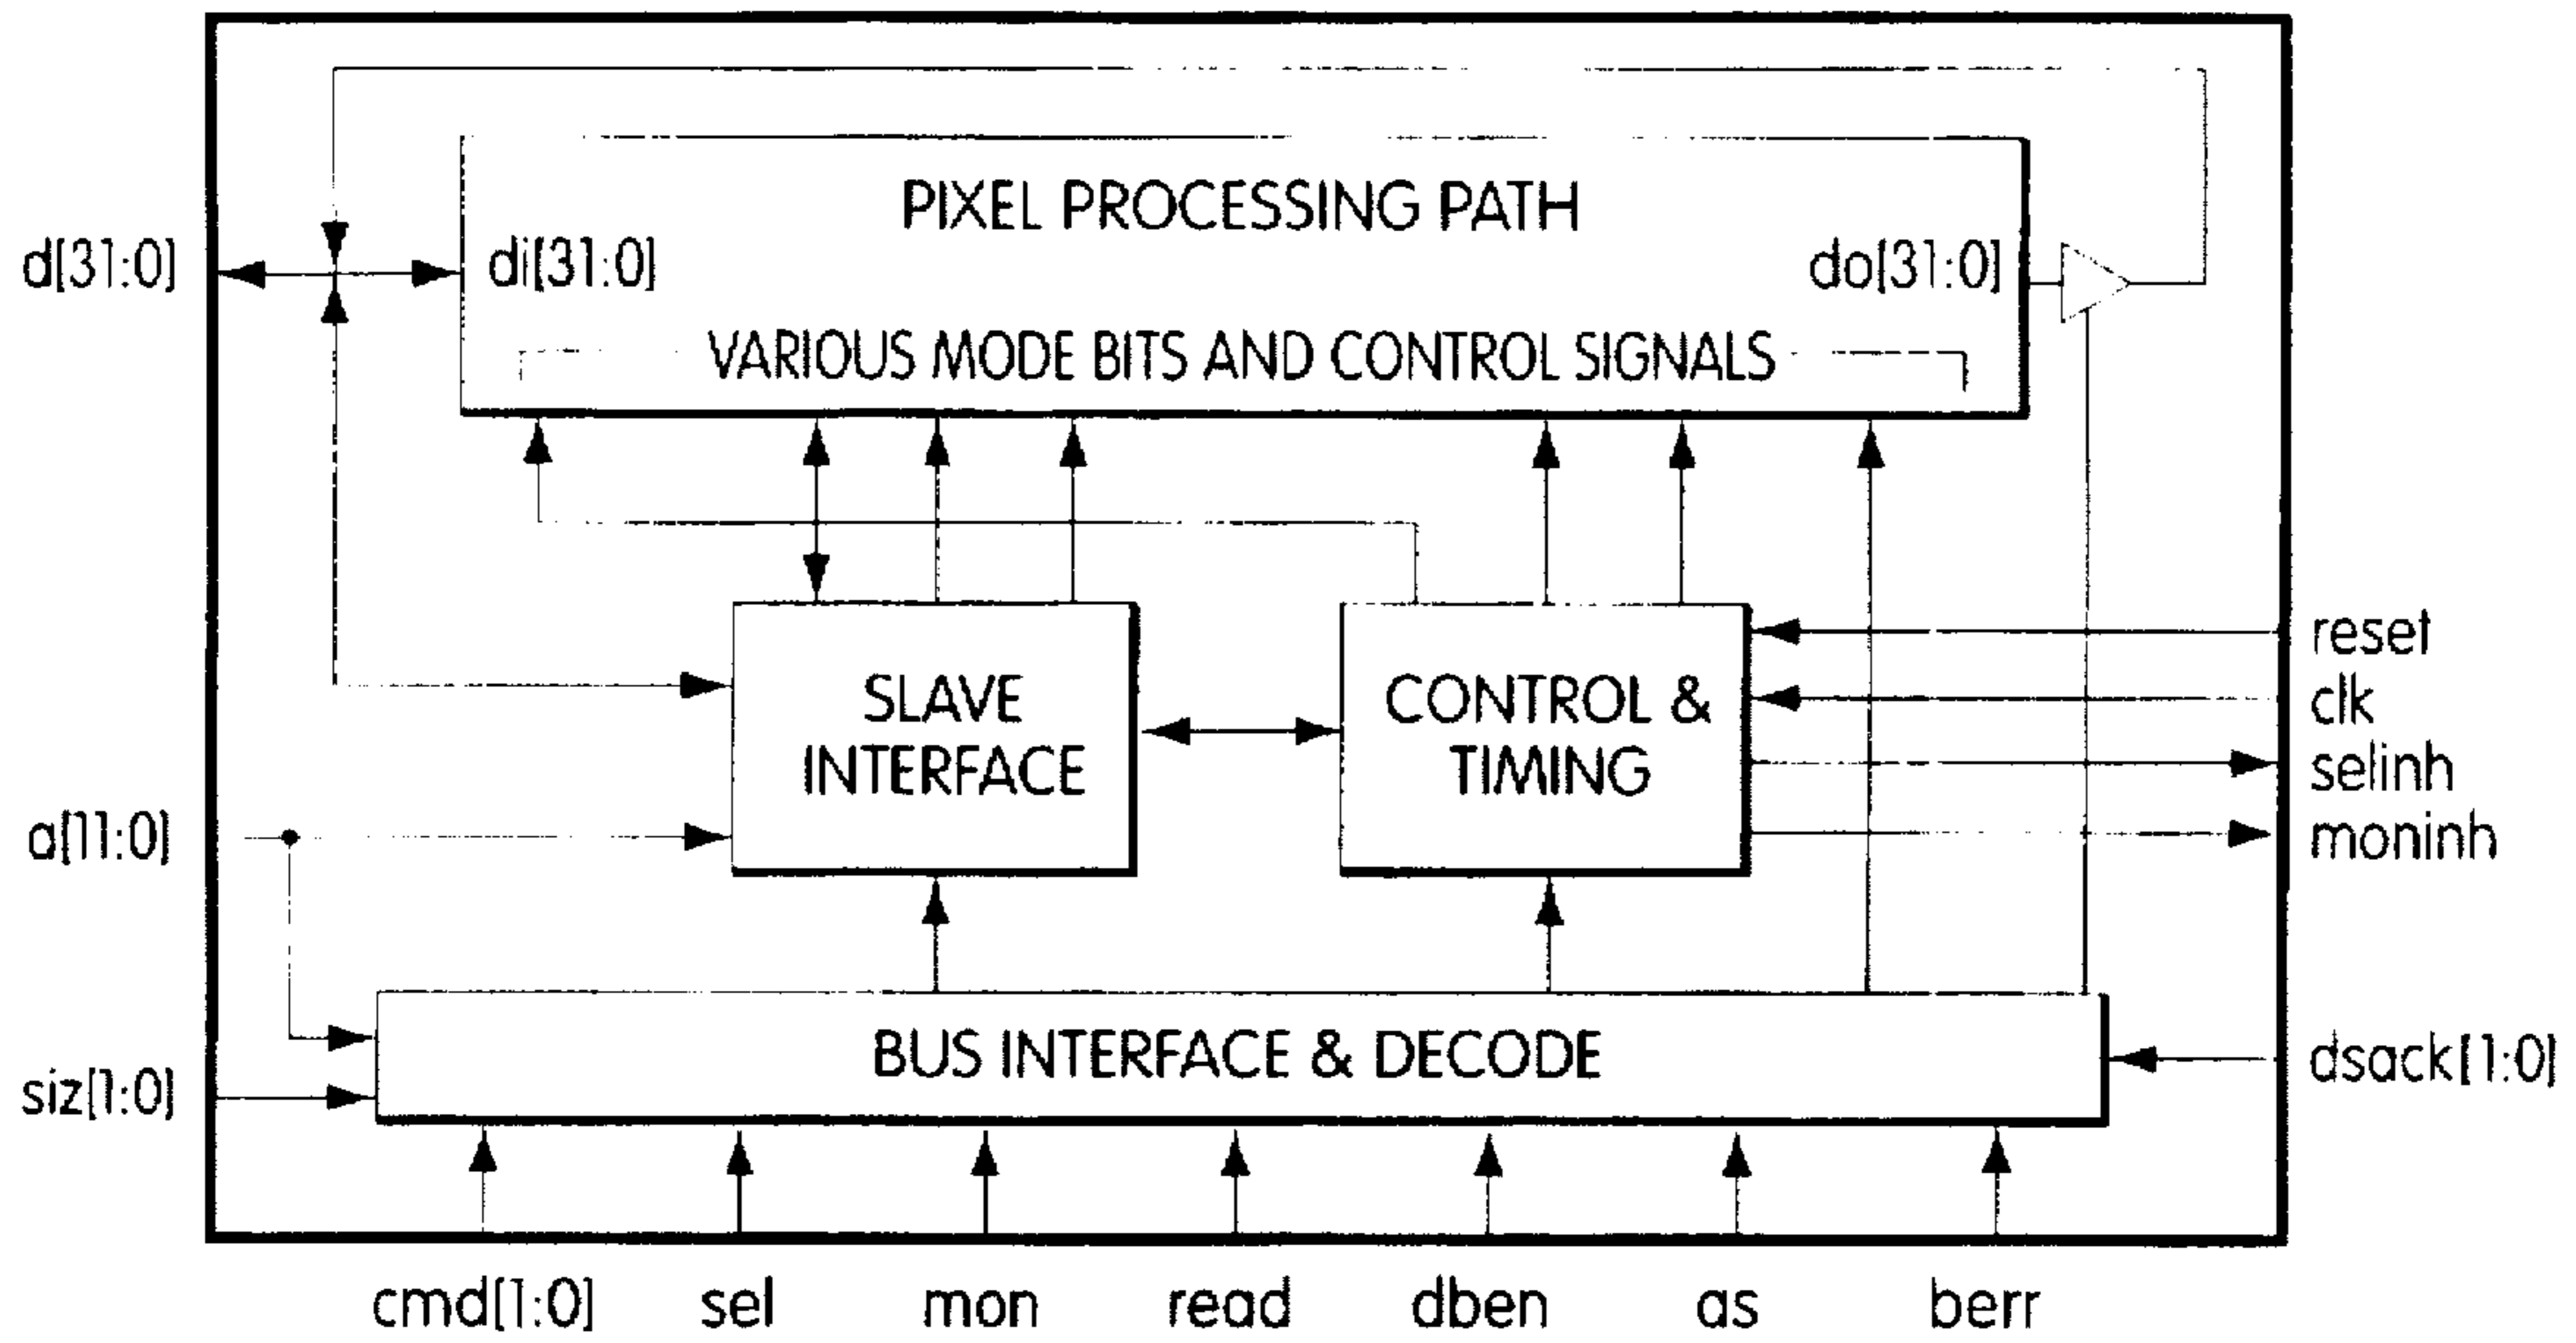 PIXEL PROCESSING PATH
d[31:0]
di[31:0]
do[31:0]
VARIOUS MODE BITS AND CONTROL SIGNALS
reset
SLAVE
INTERFACE
CONTROL &
TIMING
clk
selinh
a[11:0]
moninh
BUS INTERFACE & DECODE
siz[1:0]
dsack[1:0]
cmd[1:0]
sel
mon
read
dben
as
berr